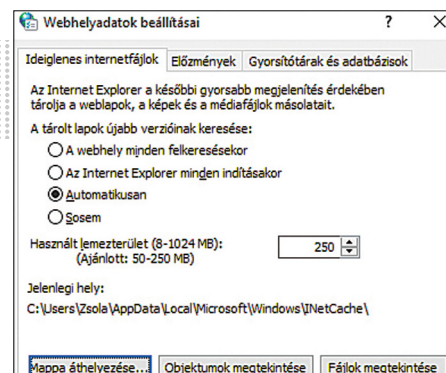 Webhelyadatok beállításai ? X
Ideiglenes internetfájlok Előzmények Gyorsítótárak és adatbázisok
Az Internet Explorer a későbbi gyorsabb megjelenítés érdekében
tárolja a weblapok, a képek és a médiafájlok másolatait.
A tárolt lapok újabb verzióinak keresése:
A webhely minden felkeresésekor
Az Internet Explorer minden indításakor
Automatikusan
Sosem
Használt lemezterület (8-1024 MB): 250
(Ajánlott: 50-250 MB)
Jelenlegi hely:
C:\Users\Zsola\AppData\Local\Microsoft\Windows\INetCache\
Mappa áthelyezése... Objektumok megtekintése Fájlok megtekintése